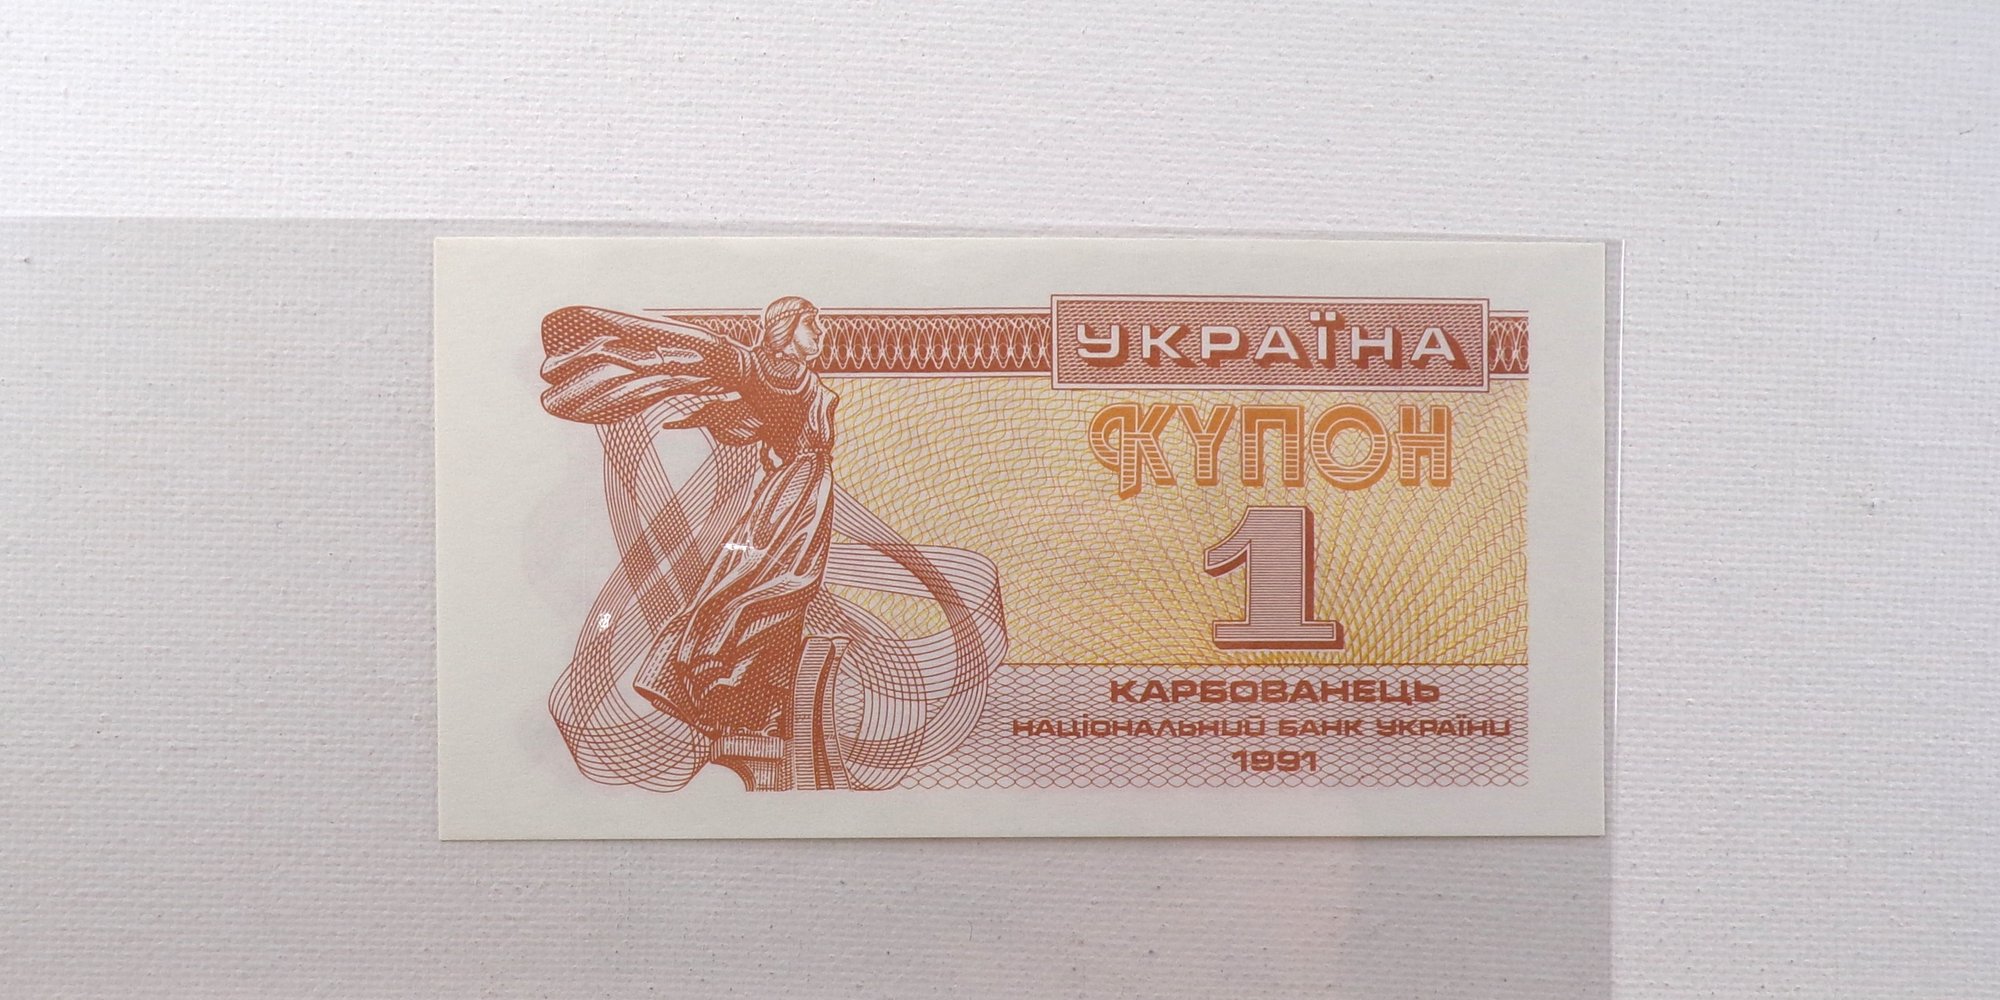 УКРАЇНА
КУПОН
1
КАРБОВАНЕЦЬ
НАЦІОНАЛЬНИЙ БАНК УКРАЇНИ
1991